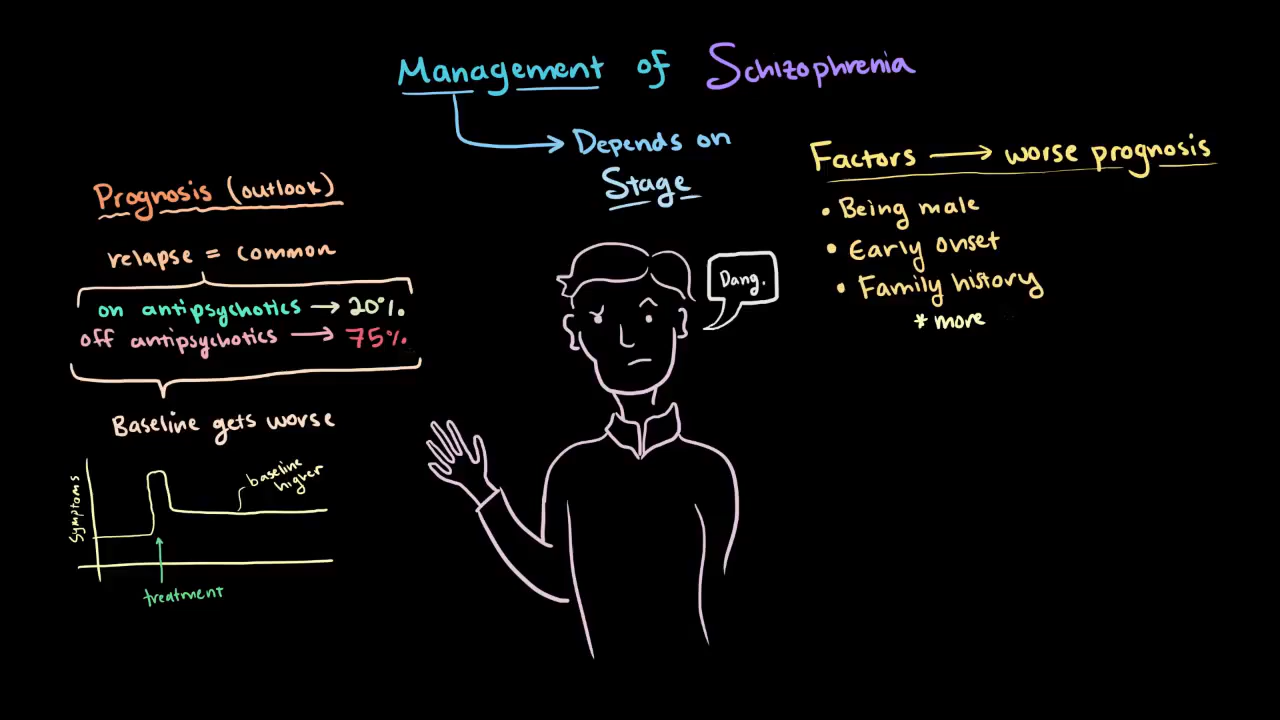 Management of Schizophrenia
Depends on
Stage
Prognosis (outlook)
relapse = common
on antipsychotics → 20%.
off antipsychotics → 75%.
Baseline gets worse
Symptoms
baseline
higher
treatment
Dang.
Factors → worse prognosis
• Being male
• Early onset
• Family history
* more